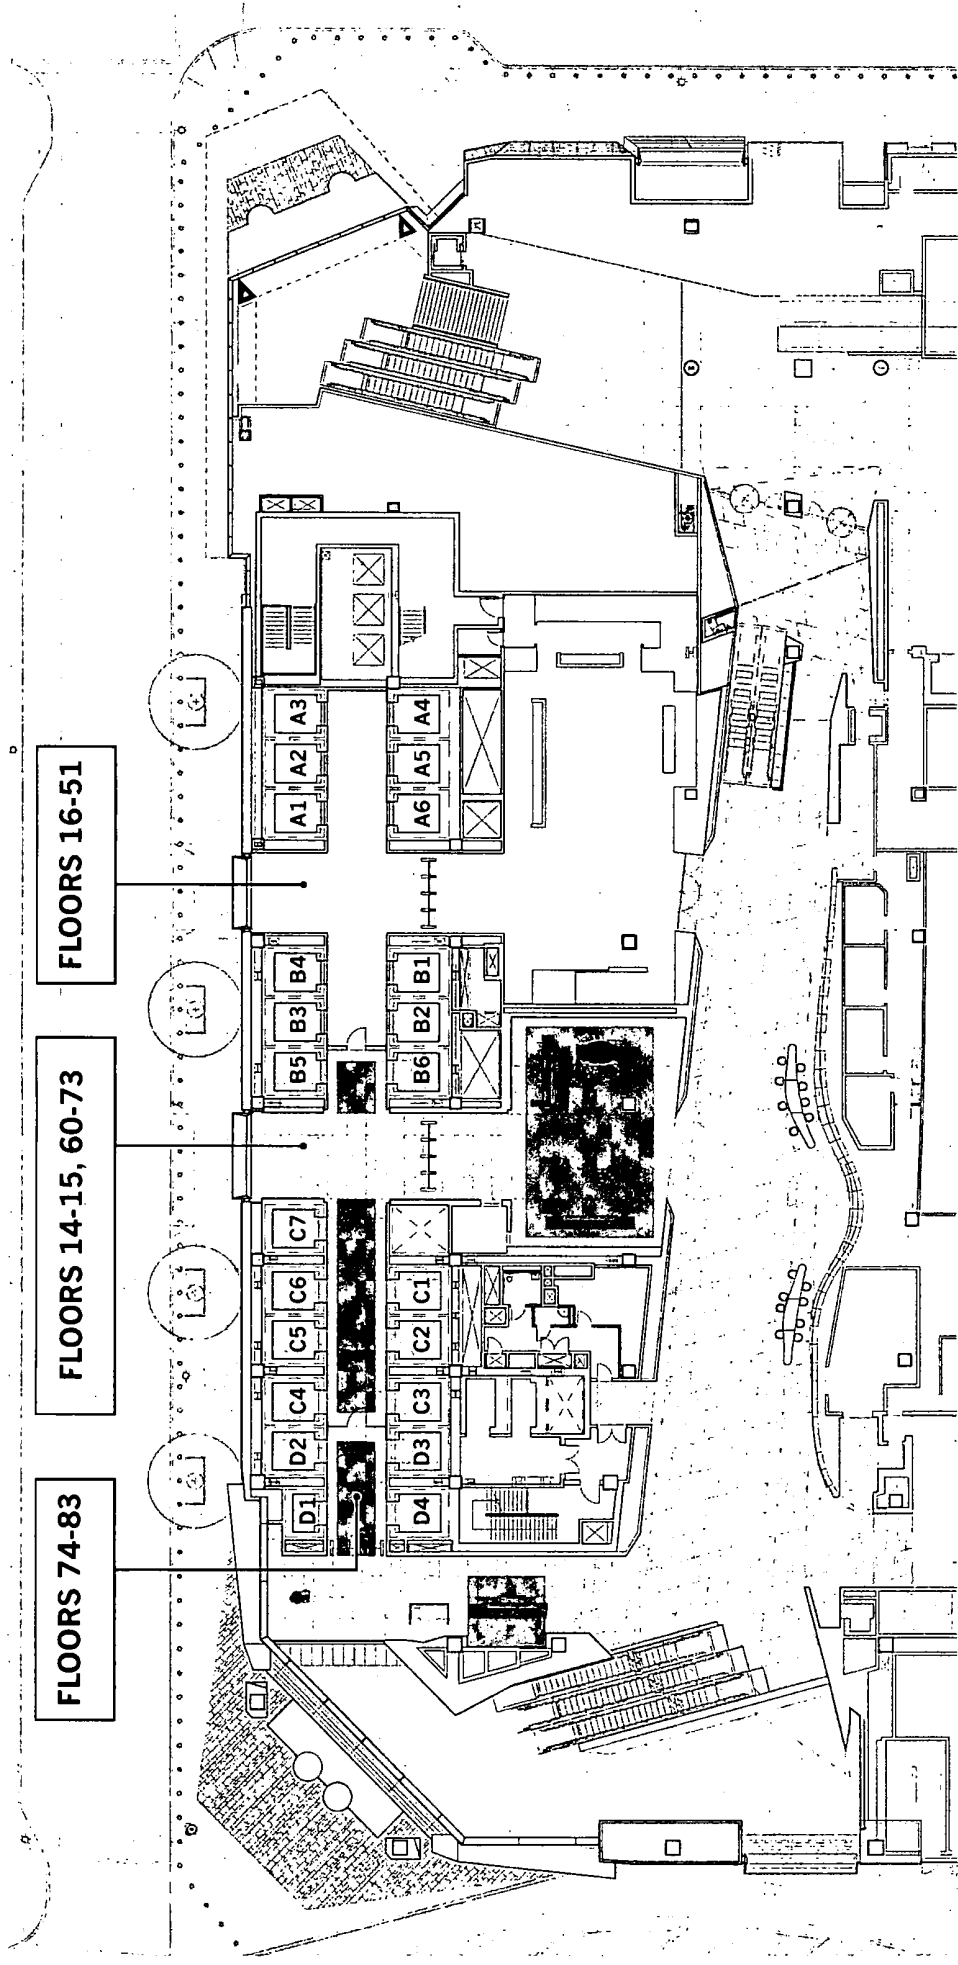 FLOORS 74-83
FLOORS 14-15, 60-73
FLOORS 16-51
D1
D2
C4
C5
C6
C7
B5
B3
B4
A1
A2
A3
D4
D3
C3
C2
C1
B6
B2
B1
A6
A5
A4